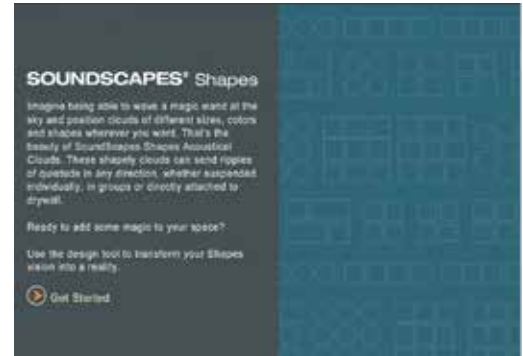 SOUNDSCAPES® Shapes
Imagine being able to wave a magic wand at the
sky and position clouds of different sizes, colors
and shapes wherever you want. That's the
beauty of SoundScapes Shapes Acoustical
Clouds. These shapely clouds can send ripples
of quietude in any direction, whether suspended
individually, in groups or directly attached to
drywall.
Ready to add some magic to your space?
Use the design tool to transform your Shapes
vision into a reality.
Get Started